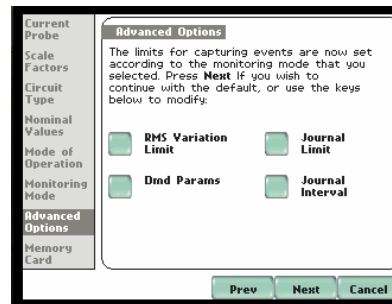 Current
Probe
Scale
Factors
Circuit
Type
Nominal
Values
Mode of
Operation
Monitoring
Mode
Advanced
Options
Memory
Card
Advanced Options
The limits for capturing events are now set
according to the monitoring mode that you
selected. Press Next If you wish to
continue with the default, or use the keys
below to modify:
RMS Variation
Limit
Journal
Limit
Dmd Params
Journal
Interval
Prev
Next
Cancel